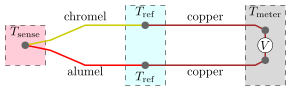 chromel
T_ref
copper
T_meter
T_sense
V
alumel
T_ref
copper